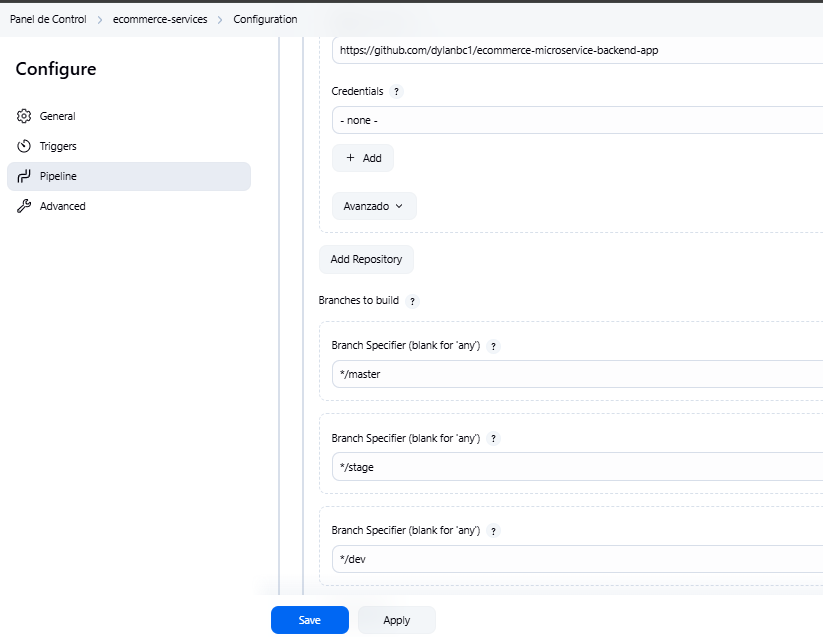 Panel de Control > ecommerce-services > Configuration
Configure
General
Triggers
Pipeline
Advanced
https://github.com/dylanbc1/ecommerce-microservice-backend-app
Credentials ?
- none -
+ Add
Avanzado
Add Repository
Branches to build ?
Branch Specifier (blank for 'any') ?
*/master
Branch Specifier (blank for 'any') ?
*/stage
Branch Specifier (blank for 'any') ?
*/dev
Save Apply